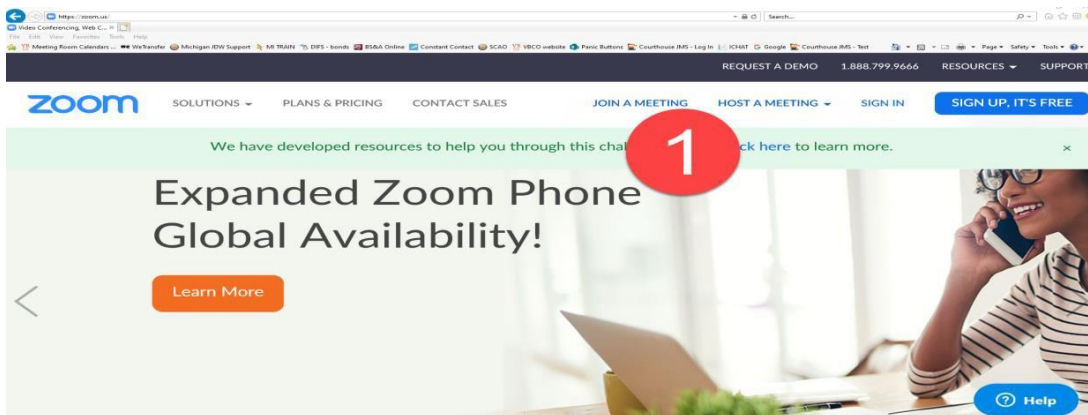 https://zoom.us/
Search...
Video Conferencing, Web C...
File Edit View Favorites Tools Help
Meeting Room Calendars ... WeTransfer Michigan JDW Support MI TRAIN DIFS - bonds BS&A Online Constant Contact SCAO VBCO website Panic Buttons Courthouse JMS - Log In ICHAT Google Courthouse JMS - Test Page Safety Tools
REQUEST A DEMO 1.888.799.9666 RESOURCES SUPPORT
zoom SOLUTIONS PLANS & PRICING CONTACT SALES JOIN A MEETING HOST A MEETING SIGN IN SIGN UP, IT'S FREE
1
We have developed resources to help you through this here to learn more. ×
Expanded Zoom Phone
Global Availability!
Learn More
Help